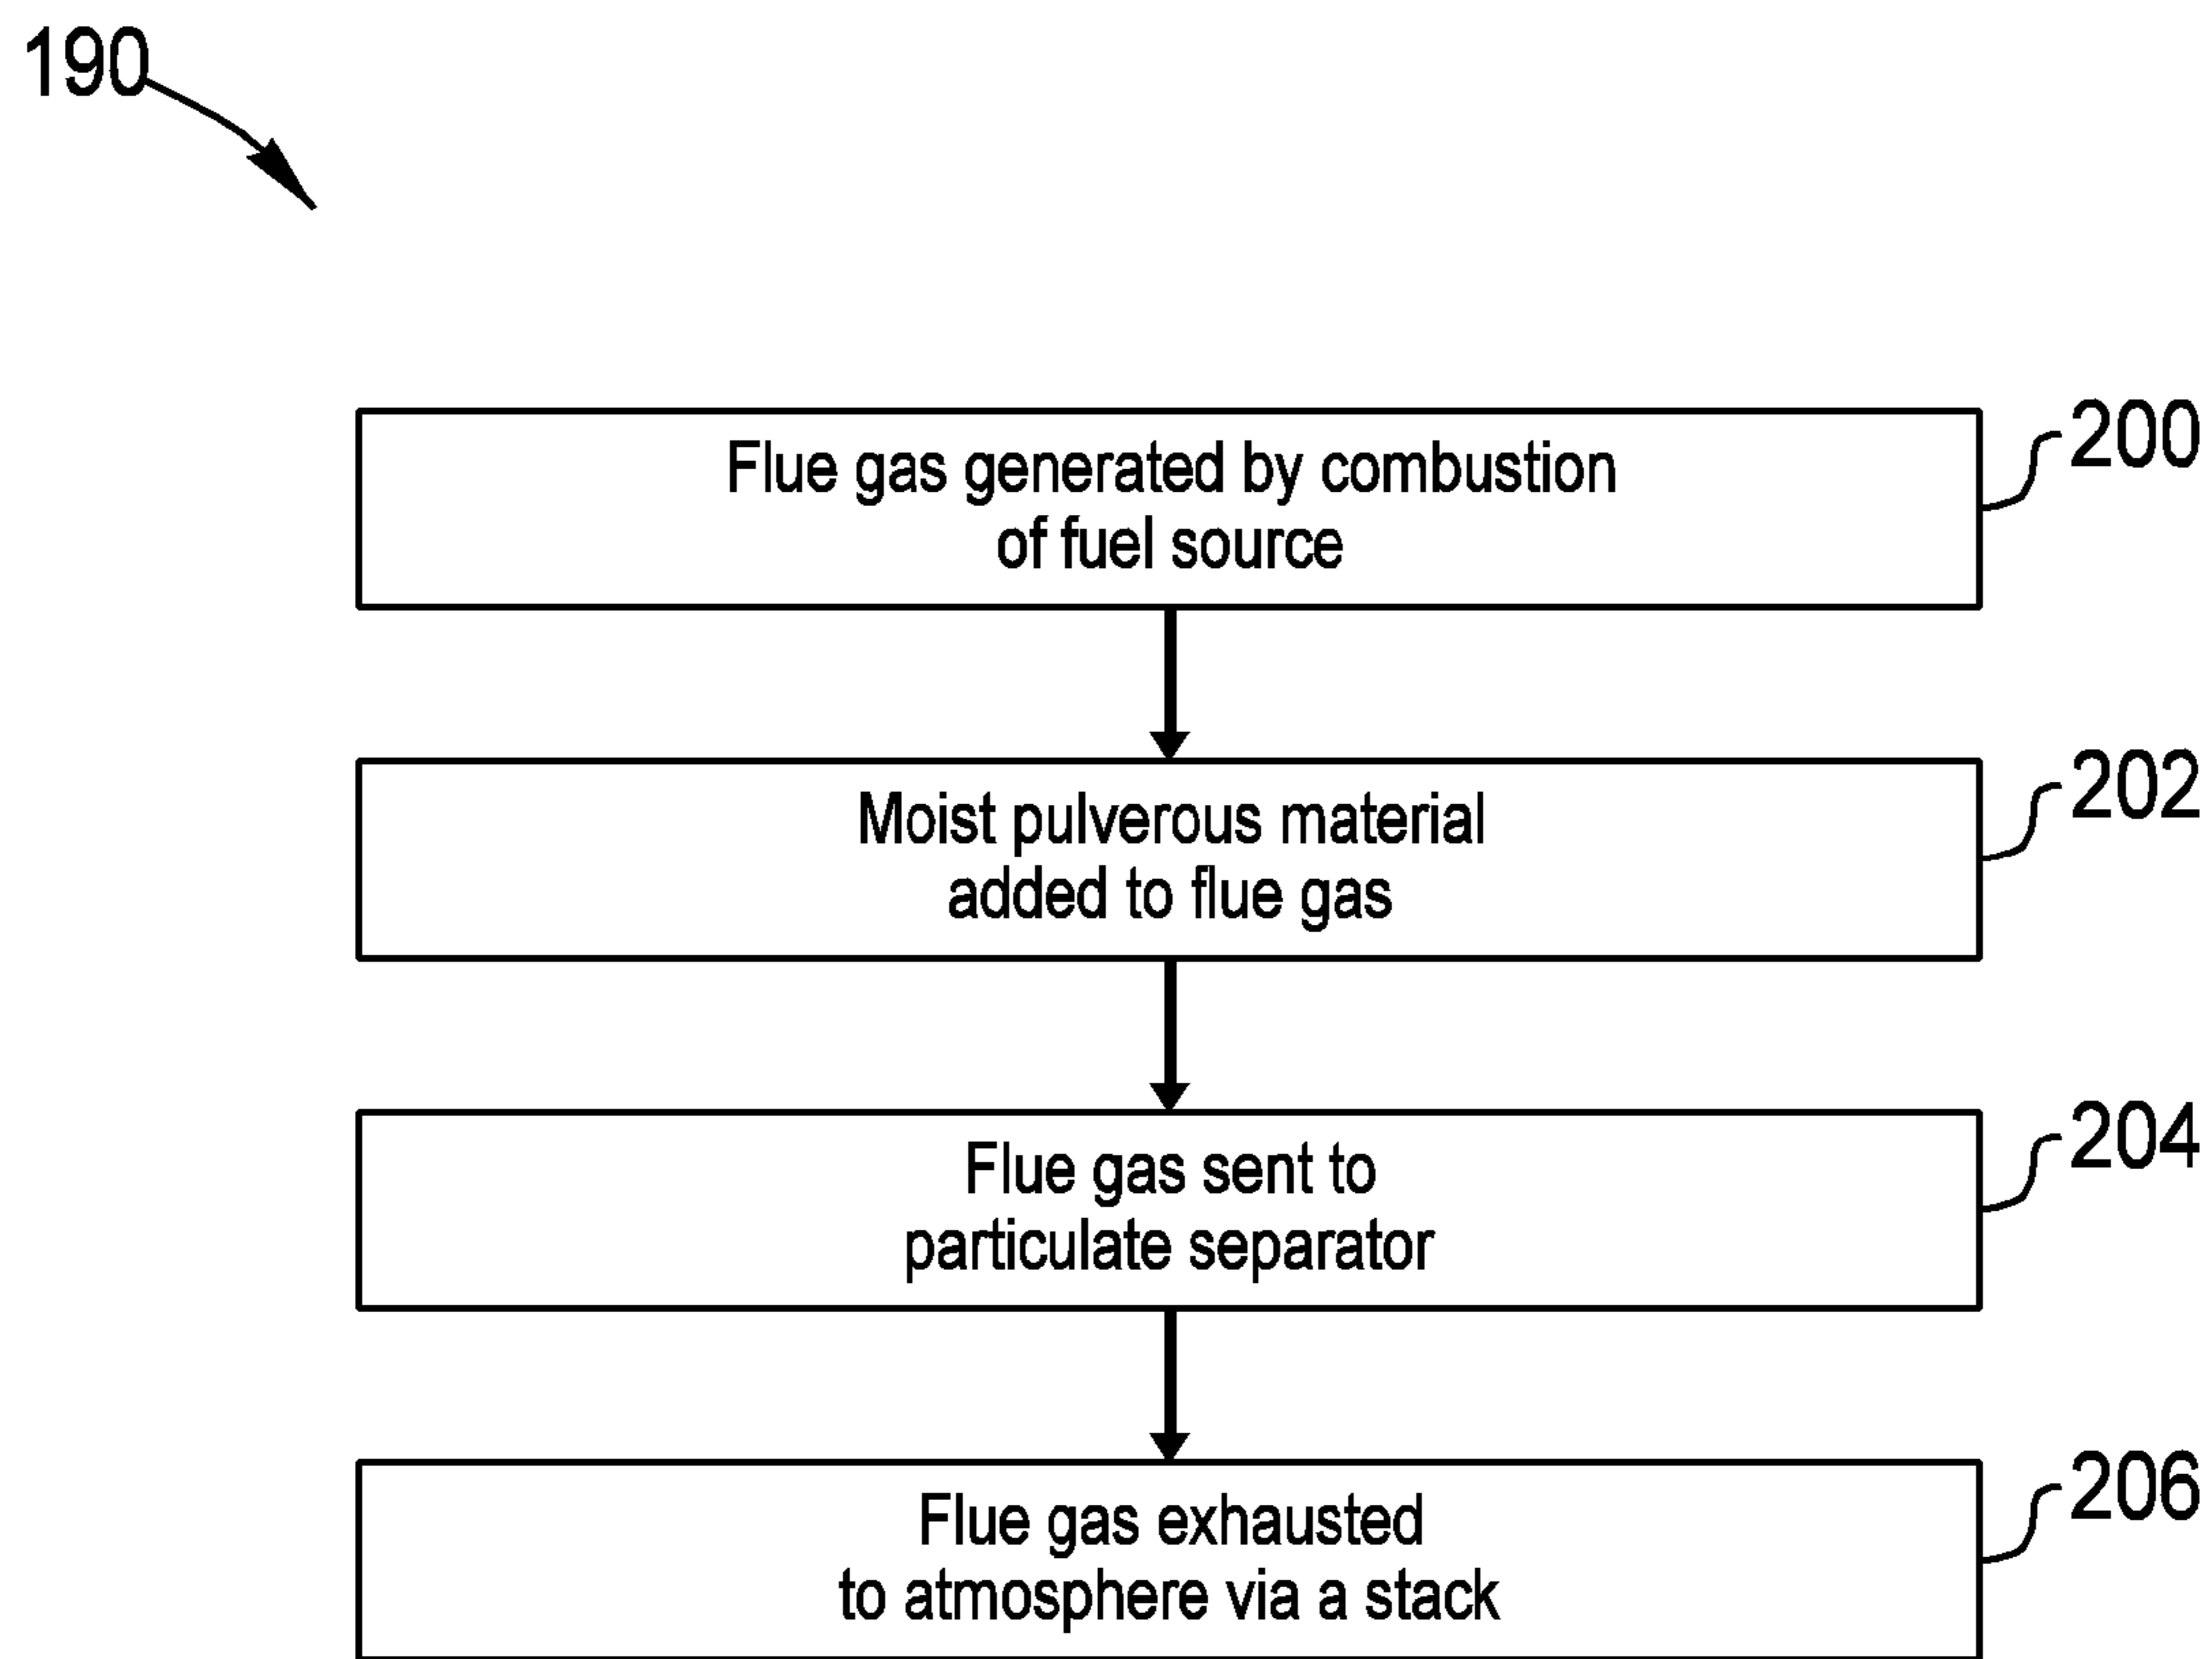 190
Flue gas generated by combustion
of fuel source
200
Moist pulverous material
added to flue gas
202
Flue gas sent to
particulate separator
204
Flue gas exhausted
to atmosphere via a stack
206